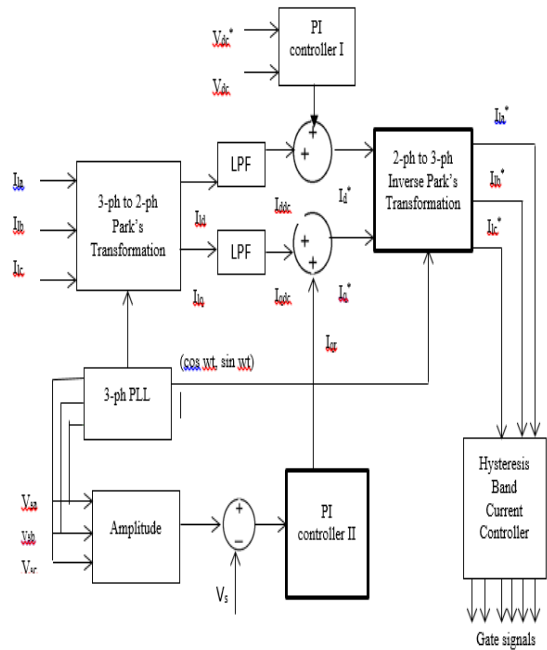 Vdc*
Vdc
PI
controller I
Ila
Ilb
Ilc
3-ph to 2-ph
Park's
Transformation
LPF
LPF
Ild
Ilq
Iddc
Iqdc
+
+
+
+
Id*
Iq*
Iqr
2-ph to 3-ph
Inverse Park's
Transformation
Ila*
Ilb*
Ilc*
(cos wt, sin wt)
3-ph PLL
Vsa
vsb
Vsc
Amplitude
+
−
Vs
PI
controller II
Hysteresis
Band
Current
Controller
Gate signals